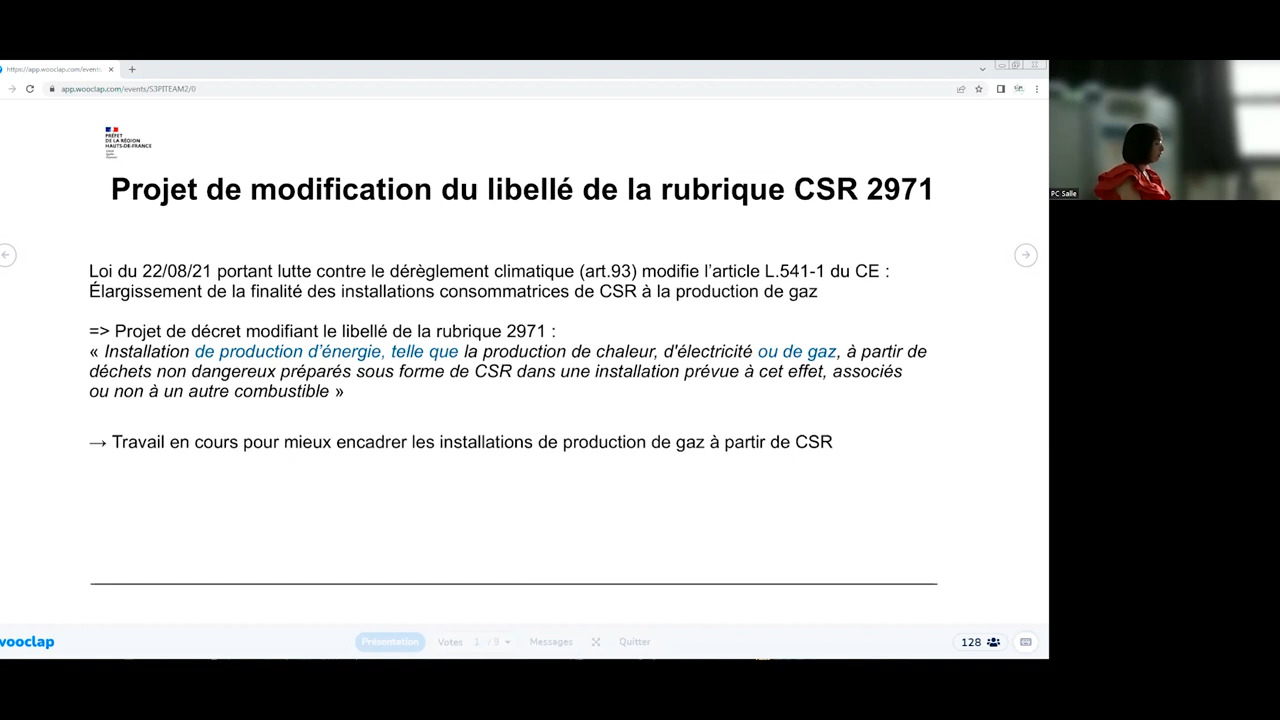 https://app.wooclap.com/events
app.wooclap.com/events/S3PITEAM2/0
PRÉFET
DE LA RÉGION
HAUTS-DE-FRANCE
Projet de modification du libellé de la rubrique CSR 2971
Loi du 22/08/21 portant lutte contre le dérèglement climatique (art.93) modifie l’article L.541-1 du CE :
Élargissement de la finalité des installations consommatrices de CSR à la production de gaz
=> Projet de décret modifiant le libellé de la rubrique 2971 :
« Installation de production d’énergie, telle que la production de chaleur, d'électricité ou de gaz, à partir de
déchets non dangereux préparés sous forme de CSR dans une installation prévue à cet effet, associés
ou non à un autre combustible »
→ Travail en cours pour mieux encadrer les installations de production de gaz à partir de CSR
wooclap
Présentation
Votes 1 / 9
Messages
Quitter
128
PC Salle